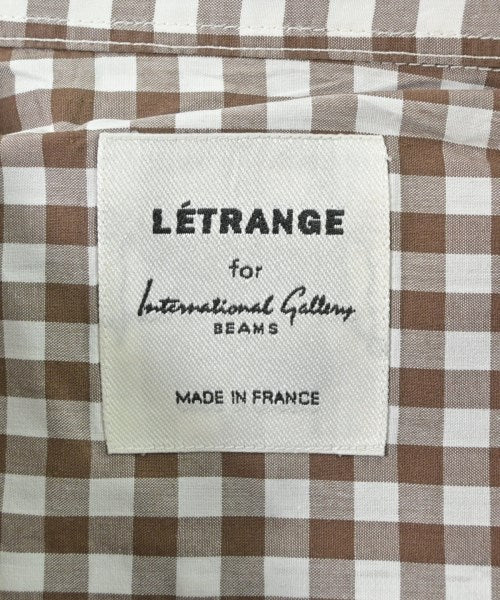 LÉTRANGE
for
International Gallery
BEAMS
MADE IN FRANCE